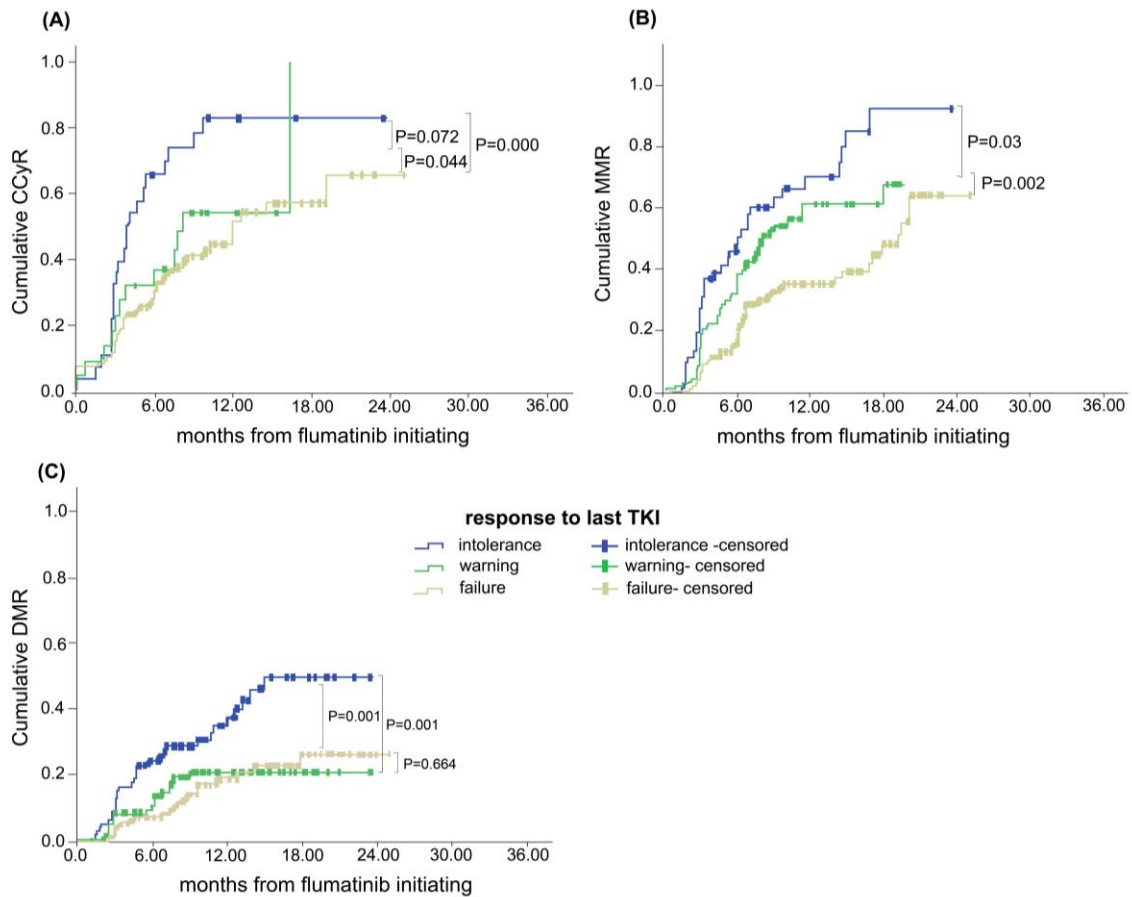 (A)
1.0
0.8
0.6
0.4
0.2
0.0
Cumulative CCyR
P=0.072
P=0.044
P=0.000
0.0 6.00 12.00 18.00 24.00 30.00 36.00
months from flumatinib initiating
(B)
1.0
0.8
0.6
0.4
0.2
0.0
Cumulative MMR
P=0.03
P=0.002
0.0 6.00 12.00 18.00 24.00 30.00 36.00
months from flumatinib initiating
(C)
1.0
0.8
0.6
0.4
0.2
0.0
Cumulative DMR
response to last TKI
intolerance intolerance -censored
warning warning- censored
failure failure- censored
P=0.001
P=0.001
P=0.664
0.0 6.00 12.00 18.00 24.00 30.00 36.00
months from flumatinib initiating